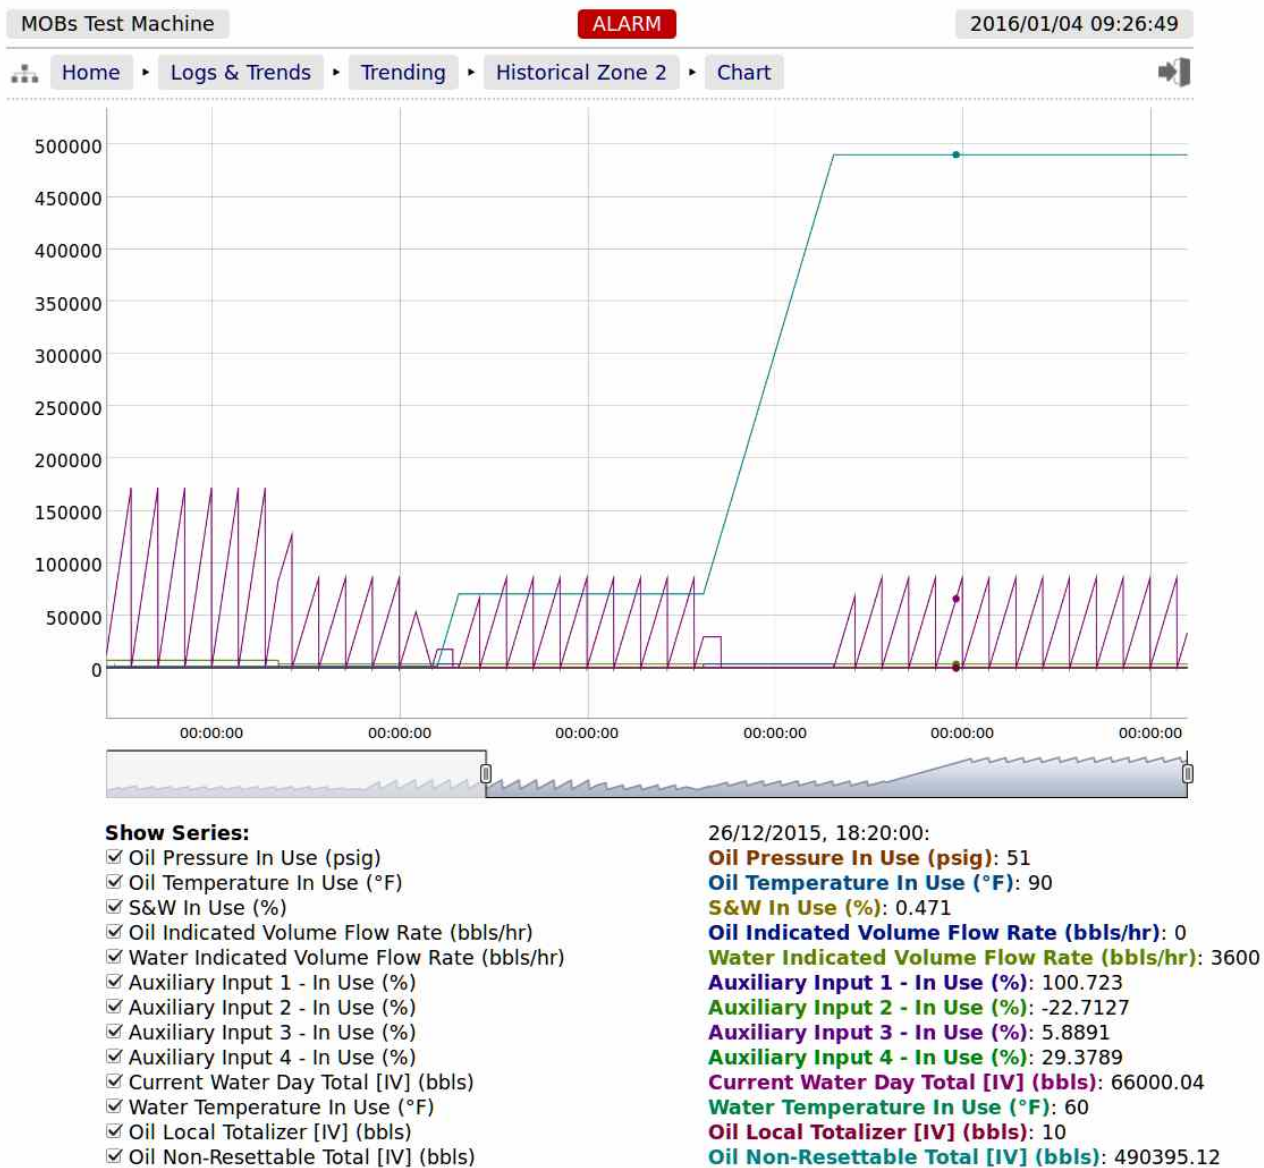 MOBs Test Machine ALARM 2016/01/04 09:26:49
Home ‣ Logs & Trends ‣ Trending ‣ Historical Zone 2 ‣ Chart
500000
450000
400000
350000
300000
250000
200000
150000
100000
50000
0
00:00:00 00:00:00 00:00:00 00:00:00 00:00:00 00:00:00
Show Series:
Oil Pressure In Use (psig)
Oil Temperature In Use (°F)
S&W In Use (%)
Oil Indicated Volume Flow Rate (bbls/hr)
Water Indicated Volume Flow Rate (bbls/hr)
Auxiliary Input 1 - In Use (%)
Auxiliary Input 2 - In Use (%)
Auxiliary Input 3 - In Use (%)
Auxiliary Input 4 - In Use (%)
Current Water Day Total [IV] (bbls)
Water Temperature In Use (°F)
Oil Local Totalizer [IV] (bbls)
Oil Non-Resettable Total [IV] (bbls)
26/12/2015, 18:20:00:
Oil Pressure In Use (psig): 51
Oil Temperature In Use (°F): 90
S&W In Use (%): 0.471
Oil Indicated Volume Flow Rate (bbls/hr): 0
Water Indicated Volume Flow Rate (bbls/hr): 3600
Auxiliary Input 1 - In Use (%): 100.723
Auxiliary Input 2 - In Use (%): -22.7127
Auxiliary Input 3 - In Use (%): 5.8891
Auxiliary Input 4 - In Use (%): 29.3789
Current Water Day Total [IV] (bbls): 66000.04
Water Temperature In Use (°F): 60
Oil Local Totalizer [IV] (bbls): 10
Oil Non-Resettable Total [IV] (bbls): 490395.12